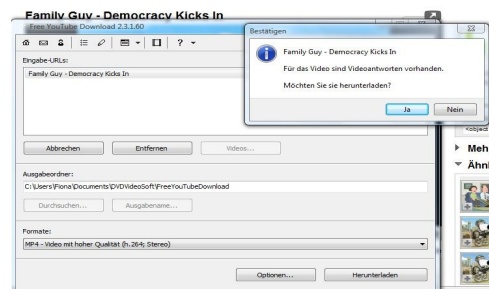 Family Guy - Democracy Kicks In
Free YouTube Download 2.3.1.60
Bestätigen
Family Guy - Democracy Kicks In
Für das Video sind Videoantworten vorhanden.
Möchten Sie sie herunterladen?
Ja
Nein
?
Eingabe-URLs:
Family Guy - Democracy Kicks In
<object
Abbrechen
Entfernen
Videos...
Meh
Ähnl
Ausgabeordner:
C:\Users\Fiona\Documents\DVDVideoSoft\FreeYouTubeDownload
Durchsuchen...
Ausgabename...
Formate:
MP4 - Video mit hoher Qualität (h.264; Stereo)
Optionen...
Herunterladen